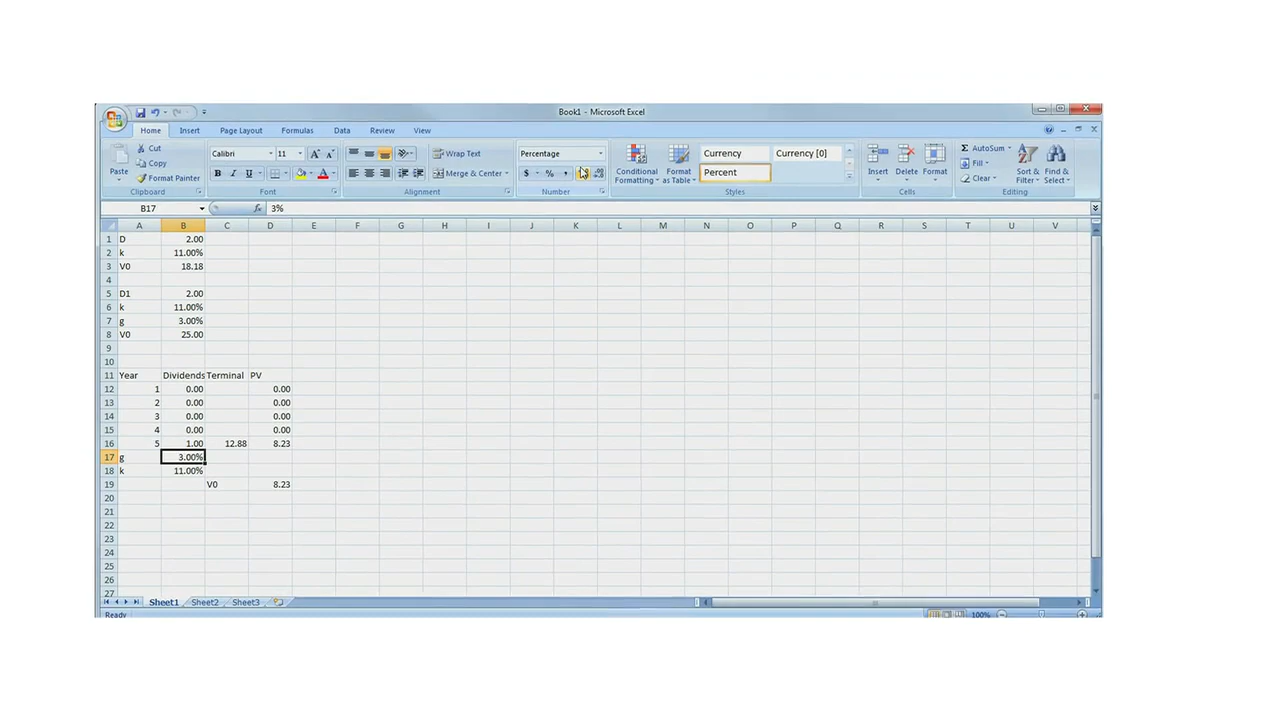 Book1 - Microsoft Excel
Home Insert Page Layout Formulas Data Review View
Paste Cut Copy Format Painter Clipboard
Calibri 11 A A B I U A Font
Wrap Text Merge & Center Alignment
Percentage $ % , Number
Conditional Formatting Format as Table Currency Currency [0] Percent Styles
Insert Delete Format Cells
Σ AutoSum Fill Clear Sort & Filter Find & Select Editing
B17 fx 3%
A B C D E F G H I J K L M N O P Q R S T U V
1 D 2.00
2 k 11.00%
3 V0 18.18
4
5 D1 2.00
6 k 11.00%
7 g 3.00%
8 V0 25.00
9
10
11 Year Dividends Terminal PV
12 1 0.00 0.00
13 2 0.00 0.00
14 3 0.00 0.00
15 4 0.00 0.00
16 5 1.00 12.88 8.23
17 g 3.00%
18 k 11.00%
19 V0 8.23
20
21
22
23
24
25
26
27
Sheet1 Sheet2 Sheet3
Ready 100%